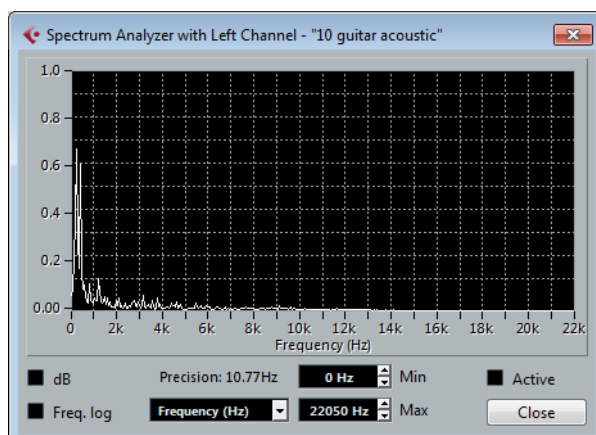 Spectrum Analyzer with Left Channel - "10 guitar acoustic"
1.0
0.8
0.6
0.4
0.2
0.00
0 2k 4k 6k 8k 10k 12k 14k 16k 18k 20k 22k
Frequency (Hz)
dB Precision: 10.77Hz 0 Hz Min Active
Freq. log Frequency (Hz) 22050 Hz Max Close